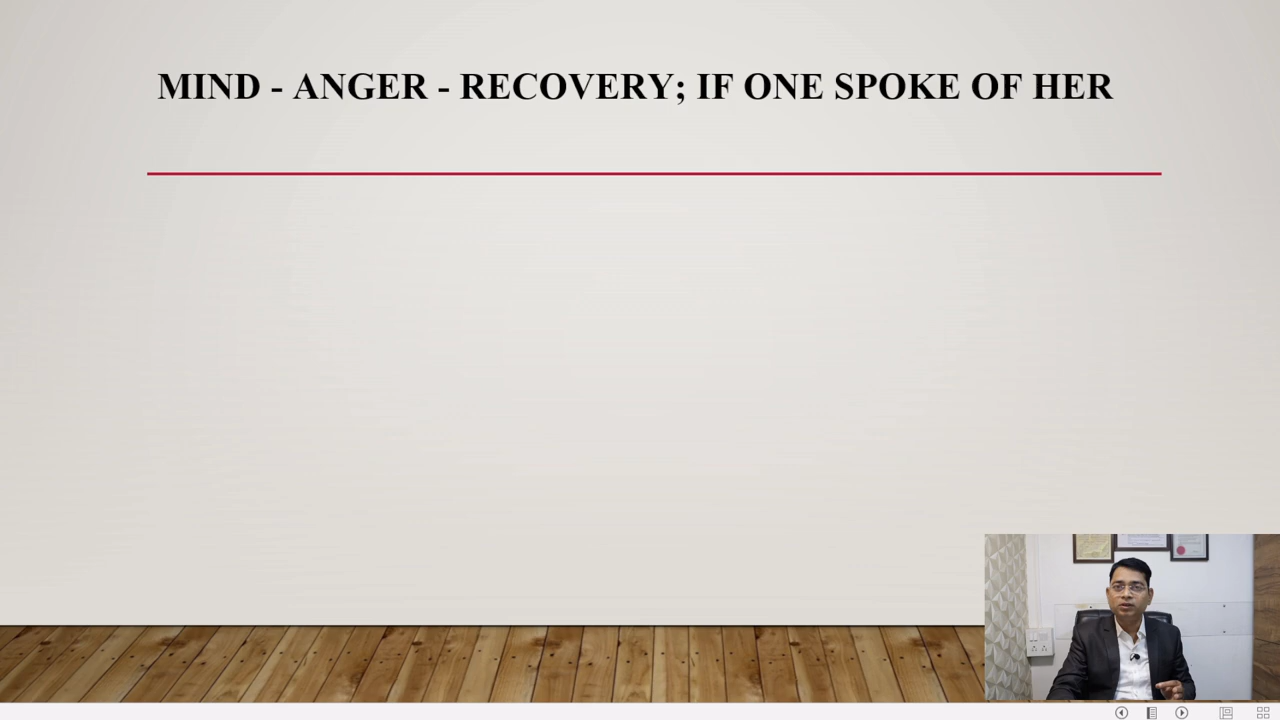 MIND - ANGER - RECOVERY; IF ONE SPOKE OF HER